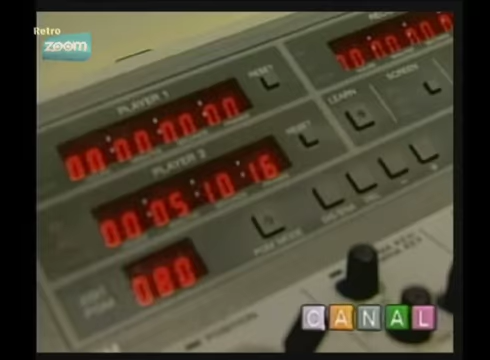 Retro
zoom
PLAYER 1
RESET
00:00:00:00
LEARN
SCREEN
PLAYER 2
RESET
00:05:10:16
080
POSITION
CANAL